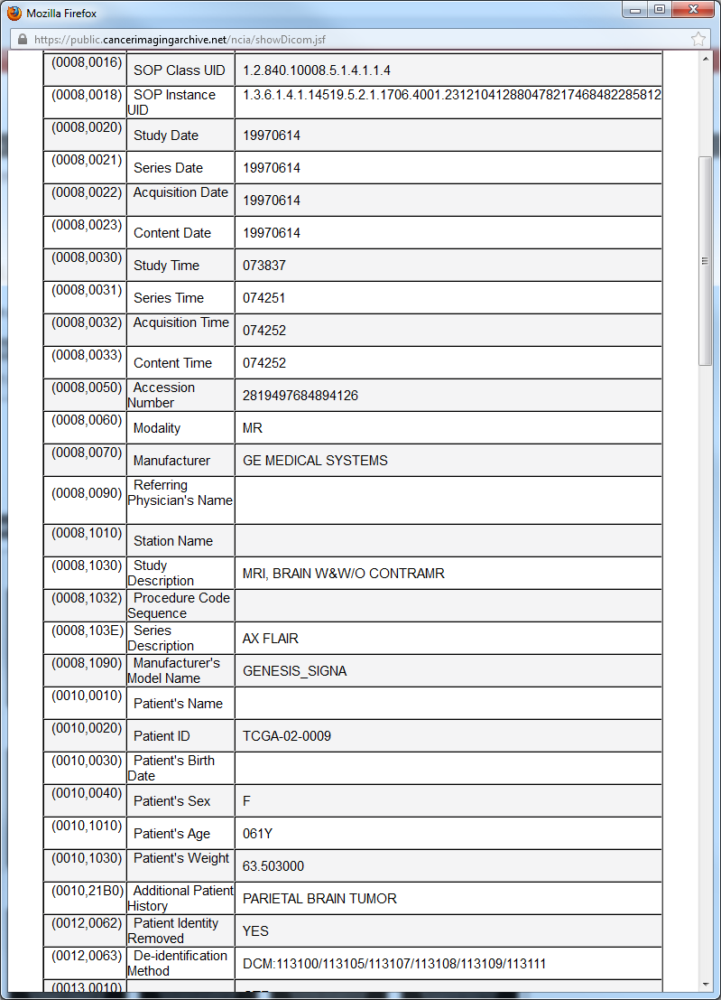 Mozilla Firefox
https://public.cancerimagingarchive.net/ncia/showDicom.jsf
(0008,0016) SOP Class UID 1.2.840.10008.5.1.4.1.1.4
(0008,0018) SOP Instance UID 1.3.6.1.4.1.14519.5.2.1.1706.4001.231210412880478217468482285812
(0008,0020) Study Date 19970614
(0008,0021) Series Date 19970614
(0008,0022) Acquisition Date 19970614
(0008,0023) Content Date 19970614
(0008,0030) Study Time 073837
(0008,0031) Series Time 074251
(0008,0032) Acquisition Time 074252
(0008,0033) Content Time 074252
(0008,0050) Accession Number 2819497684894126
(0008,0060) Modality MR
(0008,0070) Manufacturer GE MEDICAL SYSTEMS
(0008,0090) Referring Physician's Name
(0008,1010) Station Name
(0008,1030) Study Description MRI, BRAIN W&W/O CONTRAMR
(0008,1032) Procedure Code Sequence
(0008,103E) Series Description AX FLAIR
(0008,1090) Manufacturer's Model Name GENESIS_SIGNA
(0010,0010) Patient's Name
(0010,0020) Patient ID TCGA-02-0009
(0010,0030) Patient's Birth Date
(0010,0040) Patient's Sex F
(0010,1010) Patient's Age 061Y
(0010,1030) Patient's Weight 63.503000
(0010,21B0) Additional Patient History PARIETAL BRAIN TUMOR
(0012,0062) Patient Identity Removed YES
(0012,0063) De-identification Method DCM:113100/113105/113107/113108/113109/113111
(0013,0010)